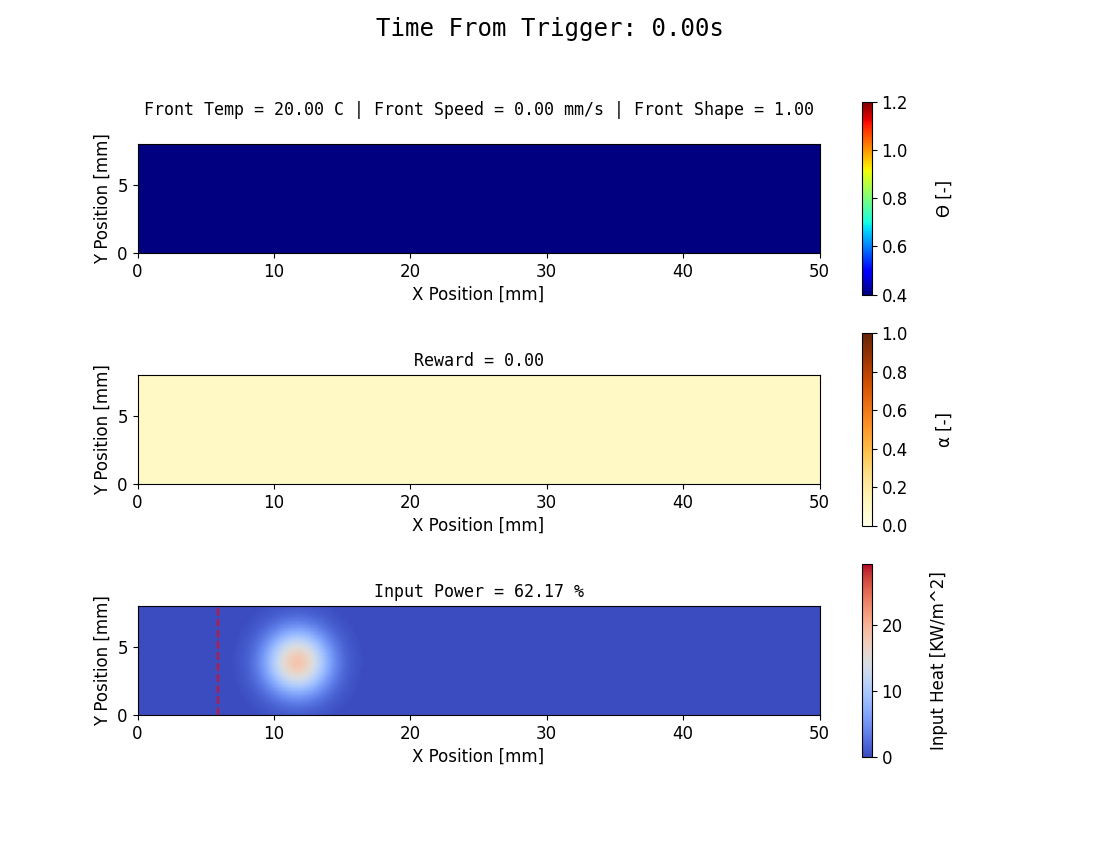 Time From Trigger: 0.00s
Front Temp = 20.00 C | Front Speed = 0.00 mm/s | Front Shape = 1.00
Y Position [mm]
5
0
0 10 20 30 40 50
X Position [mm]
1.2
1.0
0.8
0.6
0.4
Θ [-]
Reward = 0.00
Y Position [mm]
5
0
0 10 20 30 40 50
X Position [mm]
1.0
0.8
0.6
0.4
0.2
0.0
α [-]
Input Power = 62.17 %
Y Position [mm]
5
0
0 10 20 30 40 50
X Position [mm]
20
10
0
Input Heat [KW/m^2]